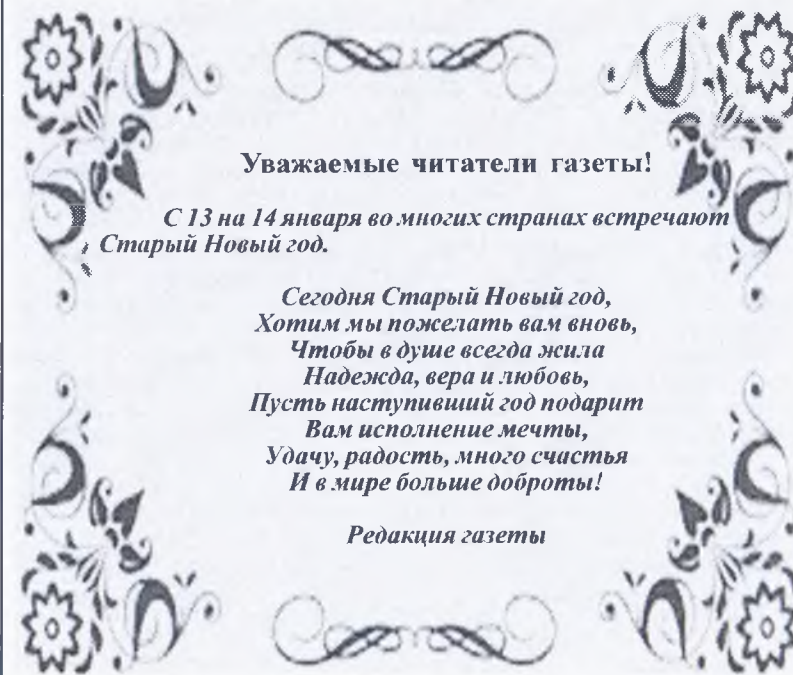 Уважаемые читатели газеты!
С 13 на 14 января во многих странах встречают
Старый Новый год.
Сегодня Старый Новый год,
Хотим мы пожелать вам вновь,
Чтобы в душе всегда жила
Надежда, вера и любовь,
Пусть наступивший год подарит
Вам исполнение мечты,
Удачу, радость, много счастья
И в мире больше доброты!
Редакция газеты